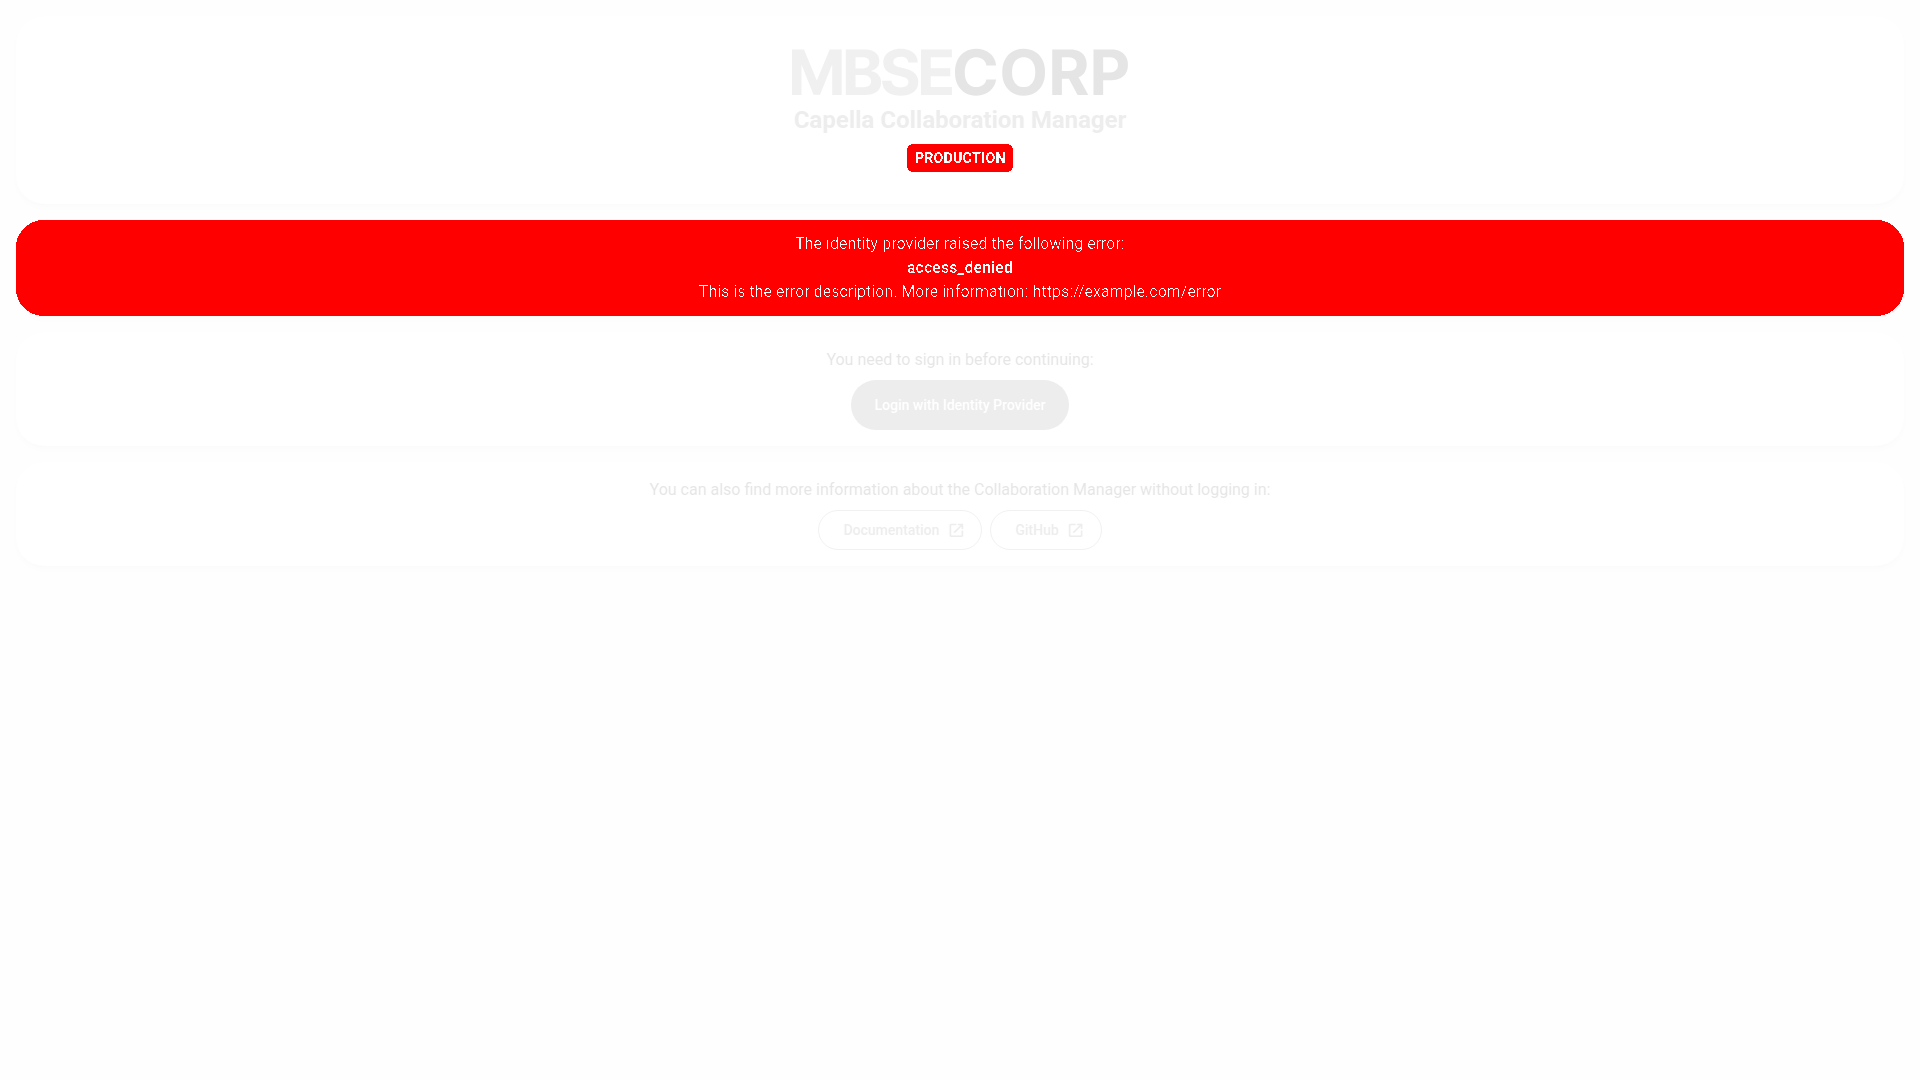 MBSECORP
Capella Collaboration Manager
PRODUCTION
The identity provider raised the following error:
access_denied
This is the error description. More information: https://example.com/error
You need to sign in before continuing:
Login with Identity Provider
You can also find more information about the Collaboration Manager without logging in:
Documentation
GitHub